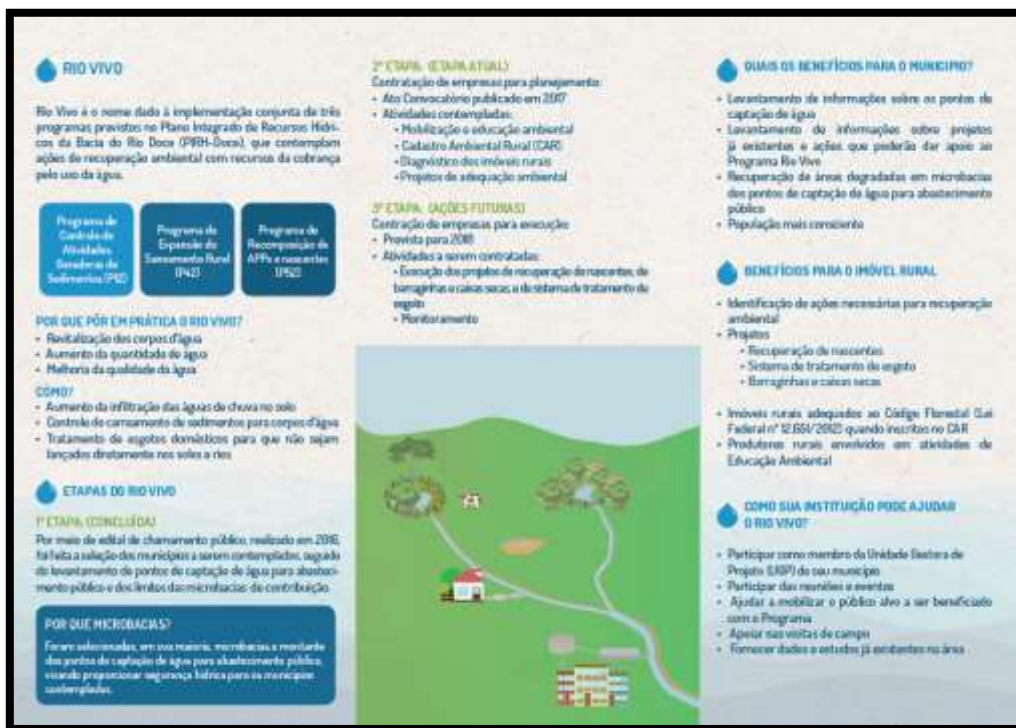 RIO VIVO
Rio Vivo é o nome dado à implementação conjunta de três
programas previstos no Plano Integrado de Recursos Hídri-
cos da Bacia do Rio Doce (PIRH-Doce), que contemplam
ações de recuperação ambiental com recursos da cobrança
pelo uso da água.
Programa de
Controle de
Atividades
Geradoras de
Sedimentos (P12)
Programa de
Expansão do
Saneamento Rural
(P42)
Programa de
Recomposição de
APPs e nascentes
(P52)
POR QUE PÔR EM PRÁTICA O RIO VIVO?
• Revitalização dos corpos d'água
• Aumento da quantidade de água
• Melhoria da qualidade da água
COMO?
• Aumento da infiltração das águas de chuva no solo
• Controle do carreamento de sedimentos para corpos d'água
• Tratamento de esgotos domésticos para que não sejam
lançados diretamente nos solos e rios
ETAPAS DO RIO VIVO
1ª ETAPA: (CONCLUÍDA)
Por meio de edital de chamamento público, realizado em 2016,
foi feita a seleção dos municípios a serem contemplados, seguido
do levantamento de pontos de captação de água para abasteci-
mento público e dos limites das microbacias de contribuição.
POR QUE MICROBACIAS?
Foram selecionadas, em sua maioria, microbacias a montante
dos pontos de captação de água para abastecimento público,
visando proporcionar segurança hídrica para os municípios
contemplados.
2ª ETAPA: (ETAPA ATUAL)
Contratação de empresas para planejamento:
• Ato Convocatório publicado em 2017
• Atividades contempladas:
• Mobilização e educação ambiental
• Cadastro Ambiental Rural (CAR)
• Diagnóstico dos imóveis rurais
• Projetos de adequação ambiental
3ª ETAPA: (AÇÕES FUTURAS)
Contração de empresas para execução:
• Prevista para 2018
• Atividades a serem contratadas:
• Execução dos projetos de recuperação de nascentes, de
barraginhas e caixas secas, e de sistema de tratamento de
esgoto
• Monitoramento
QUAIS OS BENEFÍCIOS PARA O MUNICÍPIO?
• Levantamento de informações sobre os pontos de
captação de água
• Levantamento de informações sobre projetos
já existentes e ações que poderão dar apoio ao
Programa Rio Vivo
• Recuperação de áreas degradadas em microbacias
dos pontos de captação de água para abastecimento
público
• População mais consciente
BENEFÍCIOS PARA O IMÓVEL RURAL
• Identificação de ações necessárias para recuperação
ambiental
• Projetos
• Recuperação de nascentes
• Sistema de tratamento de esgoto
• Barraginhas e caixas secas
• Imóveis rurais adequados ao Código Florestal (Lei
Federal nº 12.651/2012) quando inscritos no CAR
• Produtores rurais envolvidos em atividades de
Educação Ambiental
COMO SUA INSTITUIÇÃO PODE AJUDAR
O RIO VIVO?
• Participar como membro da Unidade Gestora de
Projeto (UGP) do seu município
• Participar das reuniões e eventos
• Ajudar a mobilizar o público alvo a ser beneficiado
com o Programa
• Apoiar nas visitas de campo
• Fornecer dados e estudos já existentes na área